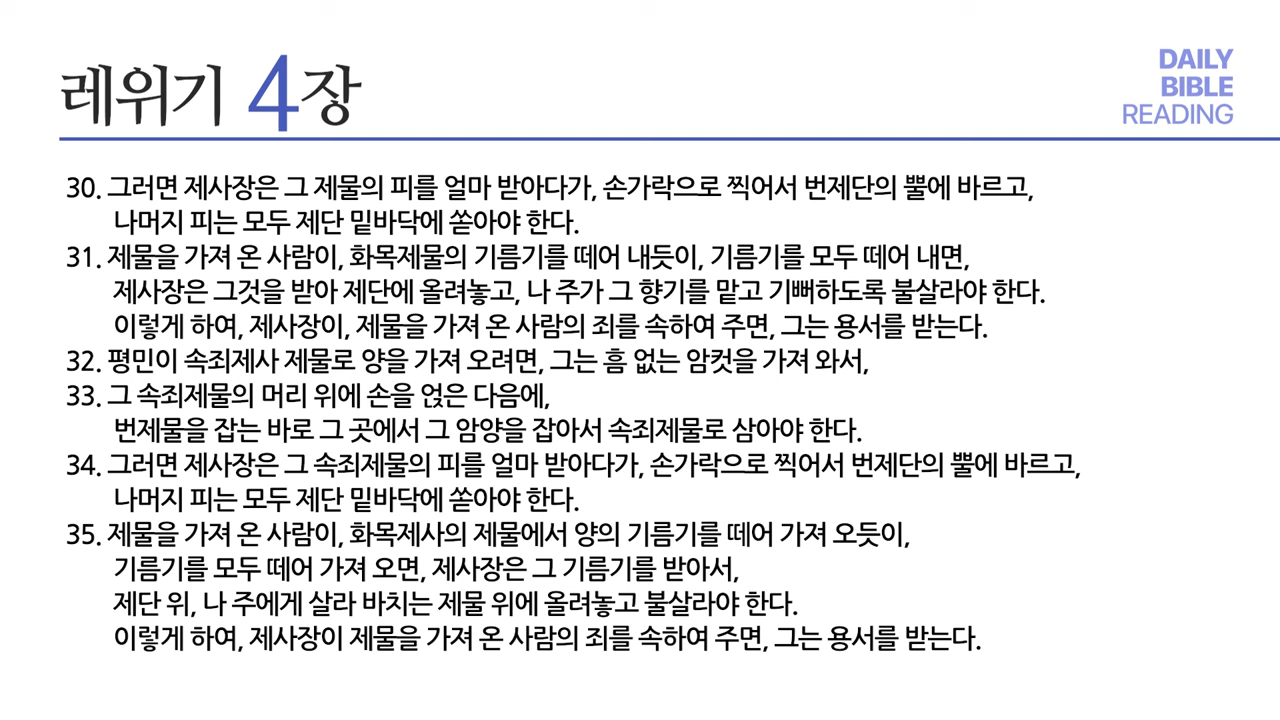 레위기 4장
DAILY
BIBLE
READING
30. 그러면 제사장은 그 제물의 피를 얼마 받아다가, 손가락으로 찍어서 번제단의 뿔에 바르고,
나머지 피는 모두 제단 밑바닥에 쏟아야 한다.
31. 제물을 가져 온 사람이, 화목제물의 기름기를 떼어 내듯이, 기름기를 모두 떼어 내면,
제사장은 그것을 받아 제단에 올려놓고, 나 주가 그 향기를 맡고 기뻐하도록 불살라야 한다.
이렇게 하여, 제사장이, 제물을 가져 온 사람의 죄를 속하여 주면, 그는 용서를 받는다.
32. 평민이 속죄제사 제물로 양을 가져 오려면, 그는 흠 없는 암컷을 가져 와서,
33. 그 속죄제물의 머리 위에 손을 얹은 다음에,
번제물을 잡는 바로 그 곳에서 그 암양을 잡아서 속죄제물로 삼아야 한다.
34. 그러면 제사장은 그 속죄제물의 피를 얼마 받아다가, 손가락으로 찍어서 번제단의 뿔에 바르고,
나머지 피는 모두 제단 밑바닥에 쏟아야 한다.
35. 제물을 가져 온 사람이, 화목제사의 제물에서 양의 기름기를 떼어 가져 오듯이,
기름기를 모두 떼어 가져 오면, 제사장은 그 기름기를 받아서,
제단 위, 나 주에게 살라 바치는 제물 위에 올려놓고 불살라야 한다.
이렇게 하여, 제사장이 제물을 가져 온 사람의 죄를 속하여 주면, 그는 용서를 받는다.